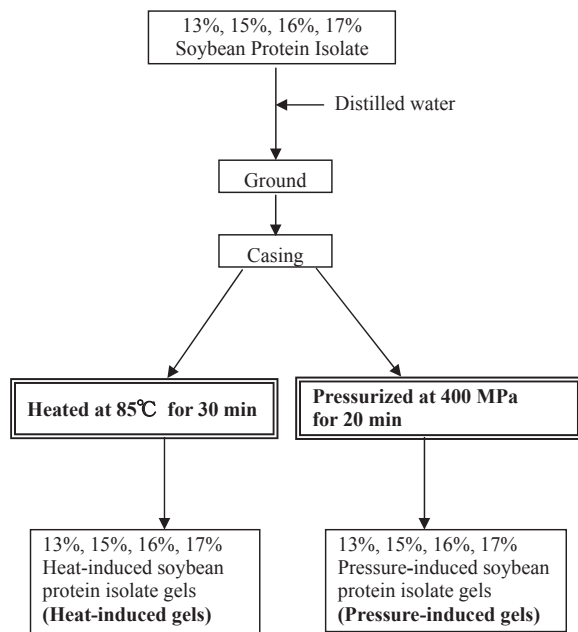 13%, 15%, 16%, 17%
Soybean Protein Isolate
Distilled water
Ground
Casing
Heated at 85℃ for 30 min
Pressurized at 400 MPa
for 20 min
13%, 15%, 16%, 17%
Heat-induced soybean
protein isolate gels
(Heat-induced gels)
13%, 15%, 16%, 17%
Pressure-induced soybean
protein isolate gels
(Pressure-induced gels)